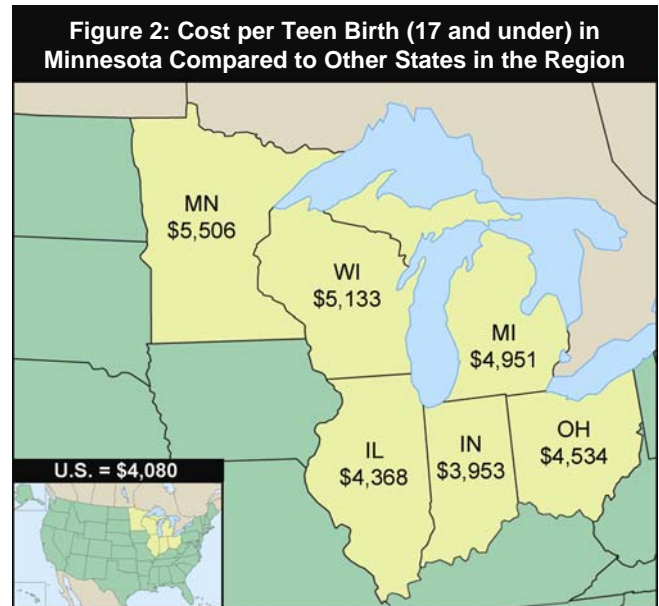 Figure 2: Cost per Teen Birth (17 and under) in
Minnesota Compared to Other States in the Region
MN
$5,506
WI
$5,133
MI
$4,951
IL
$4,368
IN
$3,953
OH
$4,534
U.S. = $4,080